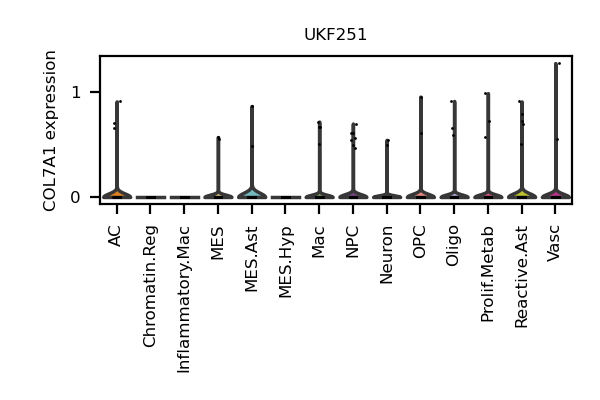 UKF251
COL7A1 expression
1
0
AC
Chromatin.Reg
Inflammatory.Mac
MES
MES.Ast
MES.Hyp
Mac
NPC
Neuron
OPC
Oligo
Prolif.Metab
Reactive.Ast
Vasc